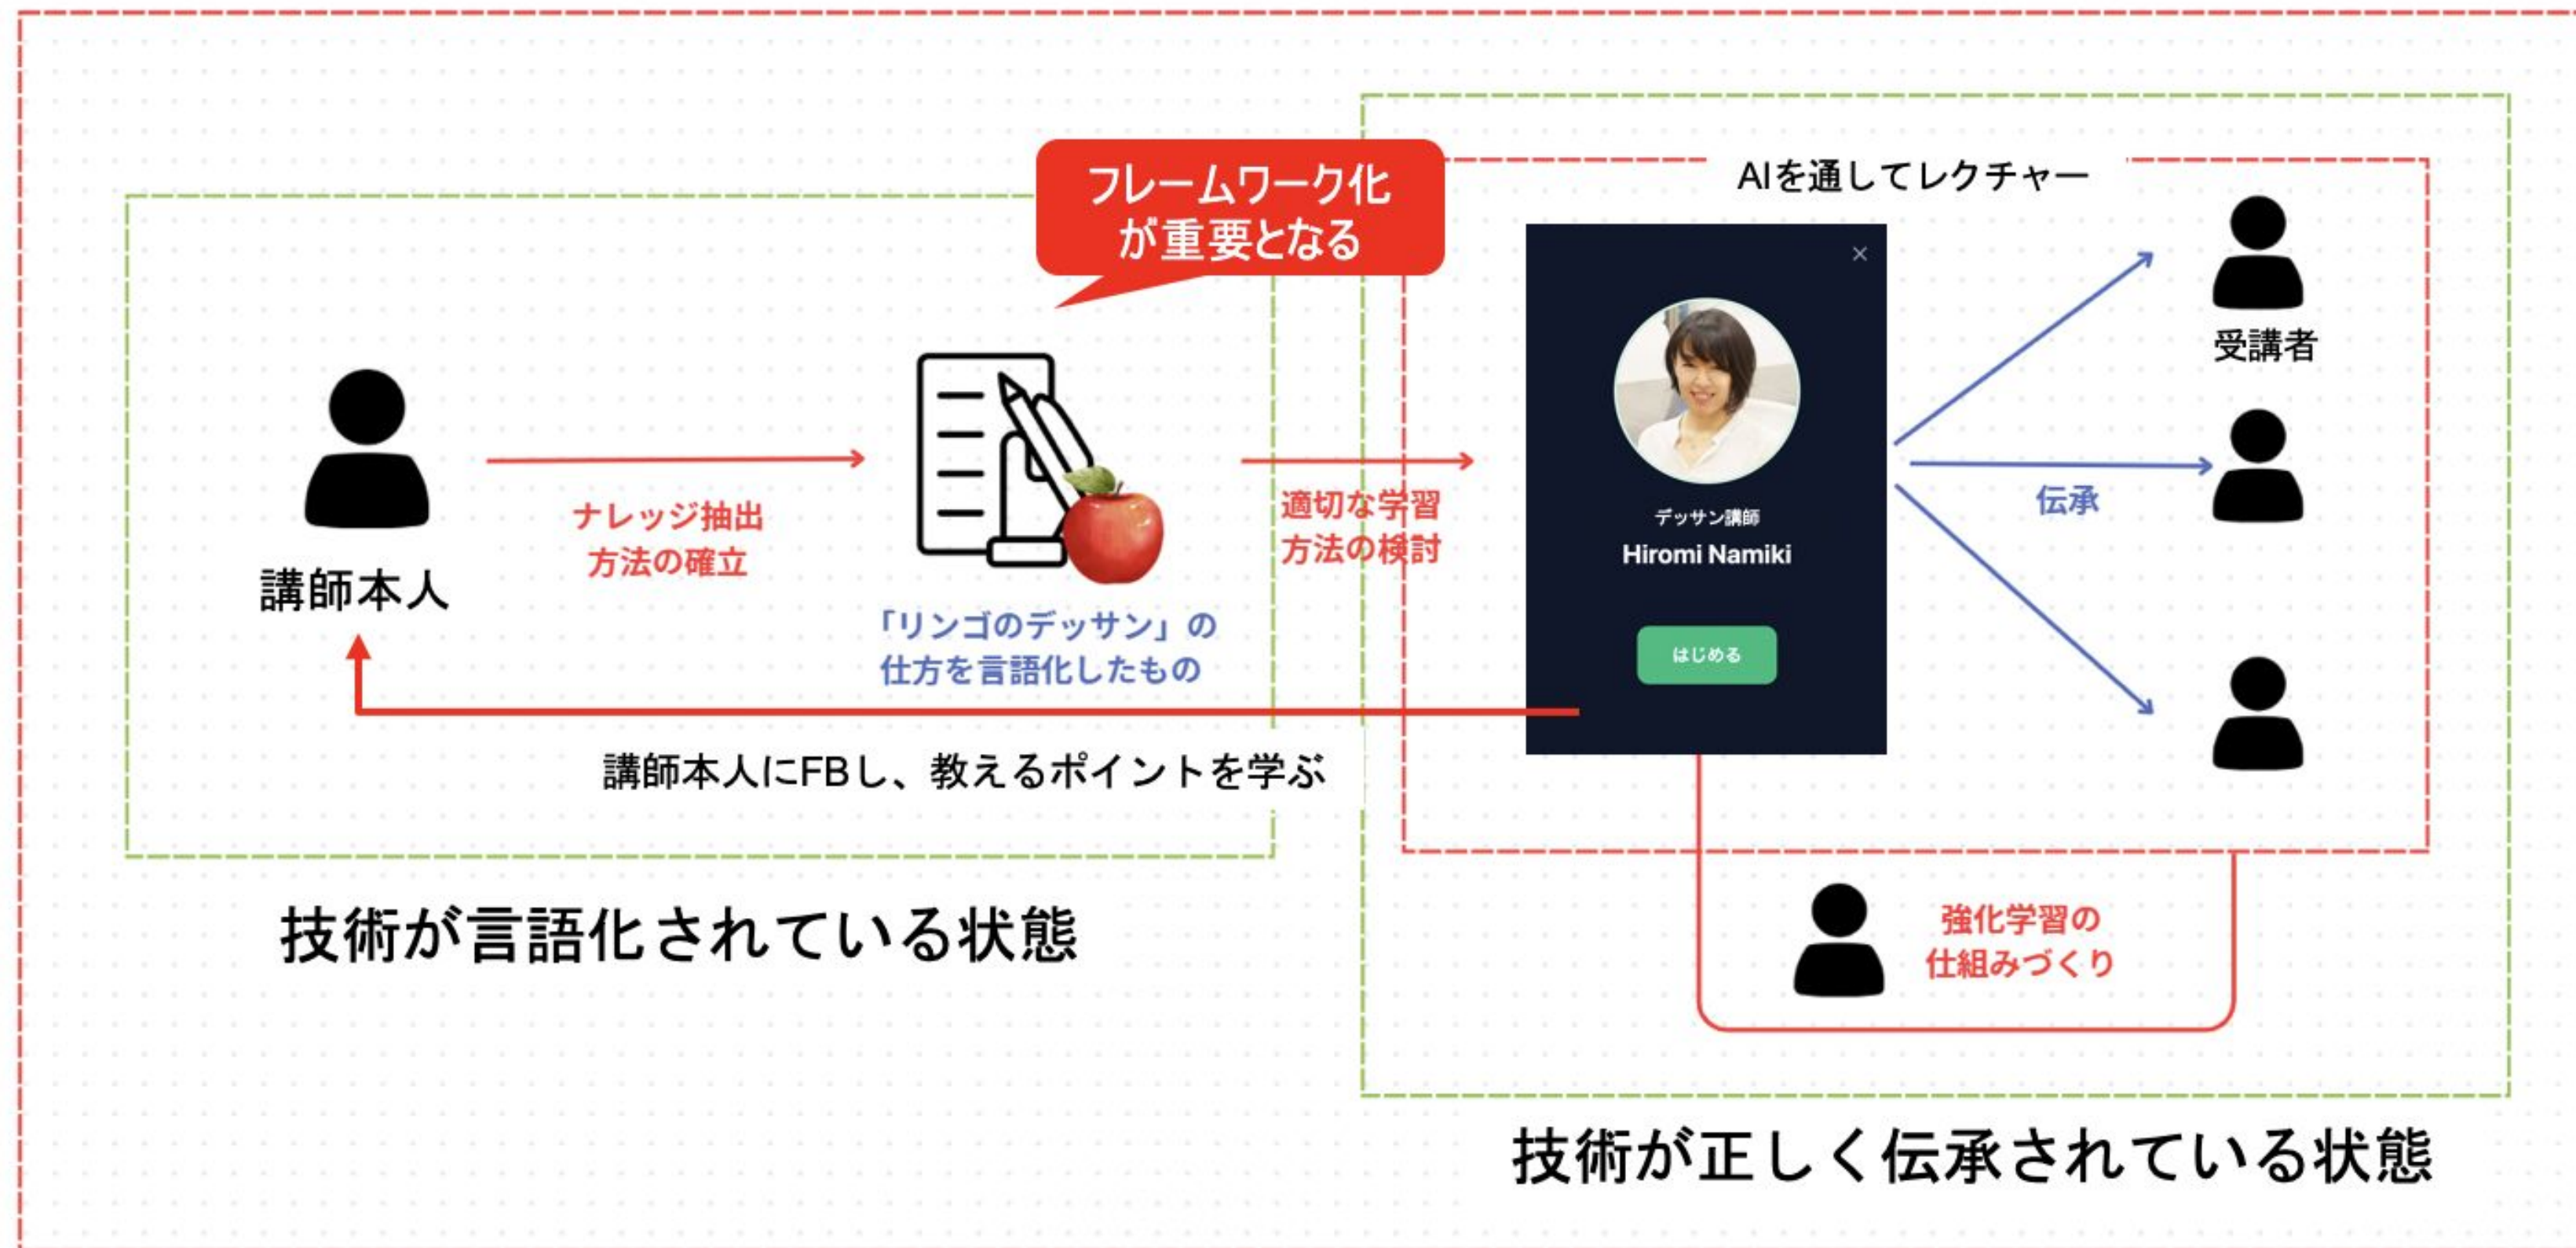 フレームワーク化
が重要となる
AIを通してレクチャー
×
受講者
講師本人
ナレッジ抽出
方法の確立
「リンゴのデッサン」の
仕方を言語化したもの
適切な学習
方法の検討
デッサン講師
Hiromi Namiki
はじめる
伝承
講師本人にFBし、教えるポイントを学ぶ
技術が言語化されている状態
強化学習の
仕組みづくり
技術が正しく伝承されている状態